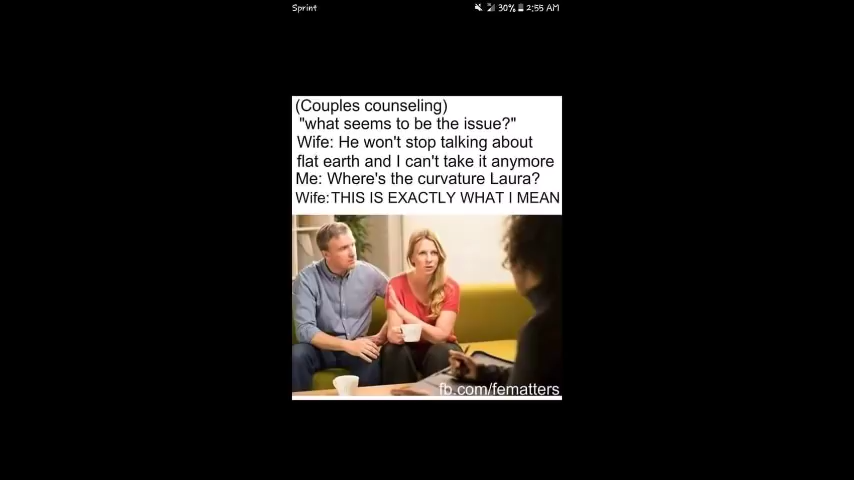 Sprint 30% 2:55 AM
(Couples counseling)
"what seems to be the issue?"
Wife: He won't stop talking about
flat earth and I can't take it anymore
Me: Where's the curvature Laura?
Wife:THIS IS EXACTLY WHAT I MEAN
fb.com/fematters